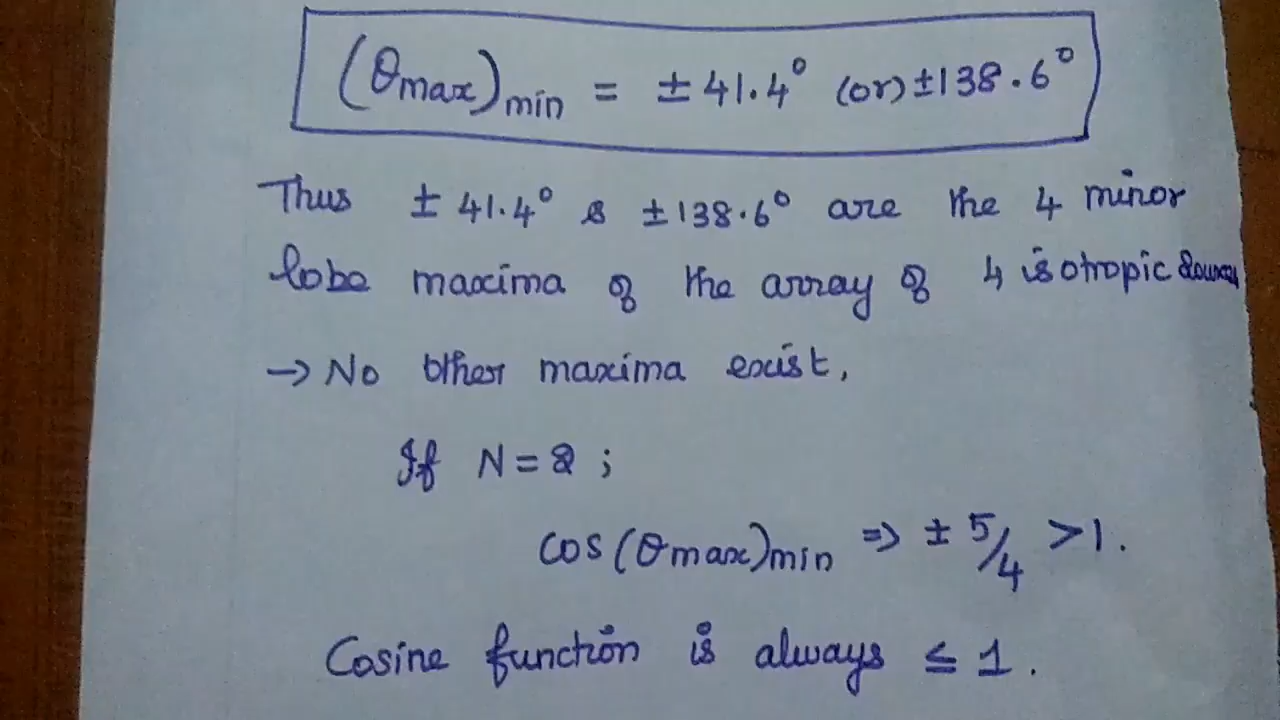 (θmax)min = ± 41.4° (or) ±138.6°
Thus ± 41.4° & ±138.6° are the 4 minor
lobe maxima of the array of 4 isotropic
→ No other maxima exist.
If N = 2 ;
cos(θmax)min ⇒ ± 5/4 > 1.
Cosine function is always ≤ 1.